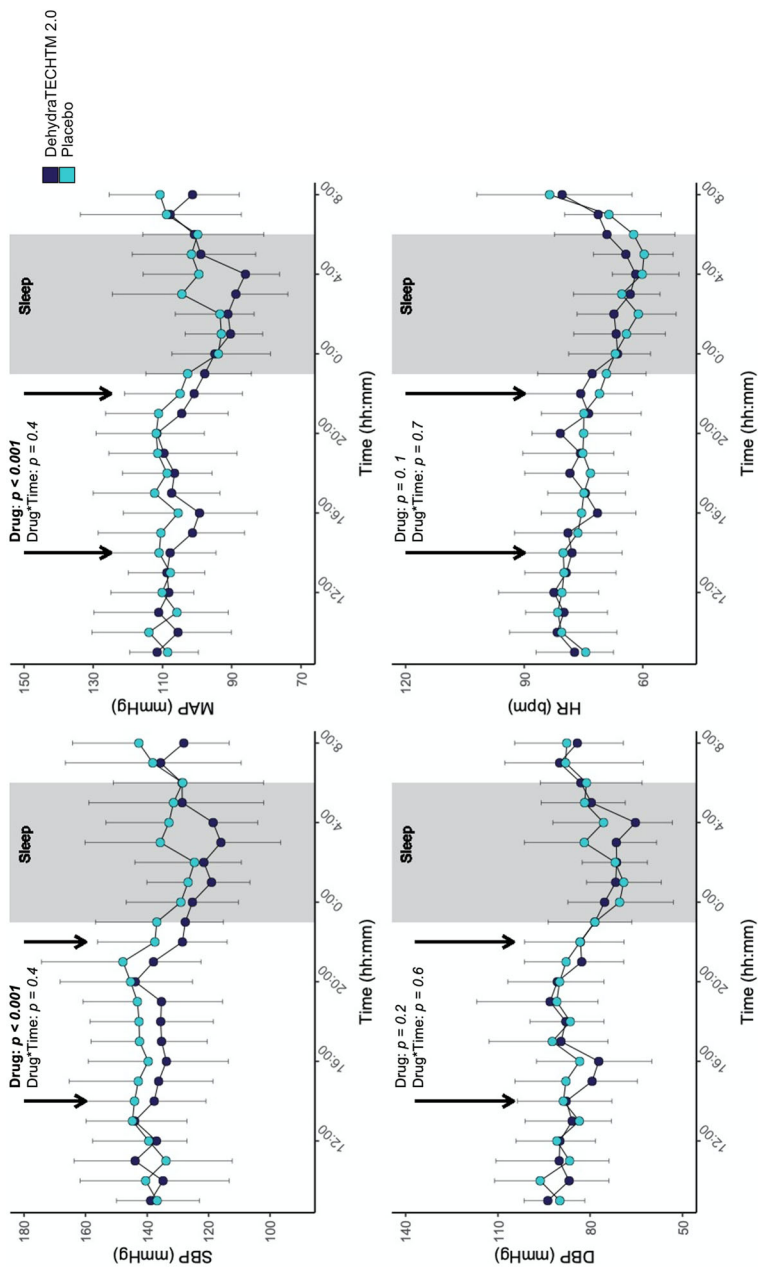 DehydraTECHTM 2.0
Placebo
Drug: p < 0.001
Drug*Time: p = 0.4
Sleep
180
160
140
120
100
SBP (mmHg)
12:00
16:00
20:00
0:00
4:00
8:00
Time (hh:mm)
Drug: p < 0.001
Drug*Time: p = 0.4
Sleep
150
130
110
90
70
MAP (mmHg)
12:00
16:00
20:00
0:00
4:00
8:00
Time (hh:mm)
Drug: p = 0.2
Drug*Time: p = 0.6
Sleep
140
80
50
DBP (mmHg)
12:00
16:00
20:00
0:00
4:00
8:00
Time (hh:mm)
Drug: p = 0. 1
Drug*Time: p = 0.7
Sleep
120
90
60
HR (bpm)
12:00
16:00
20:00
0:00
4:00
8:00
Time (hh:mm)